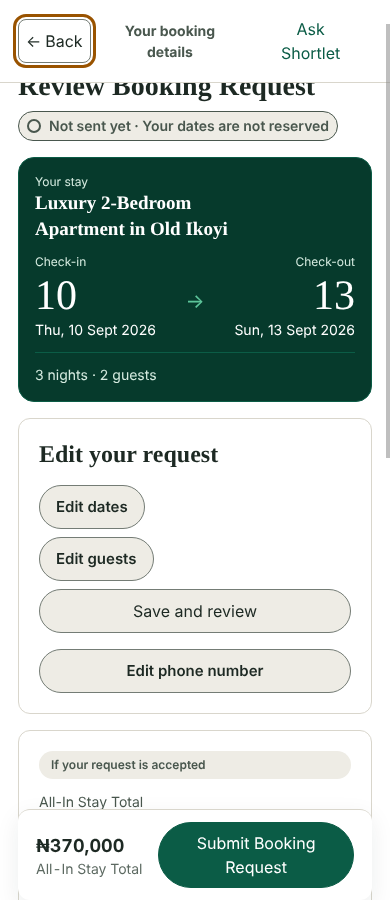 ← Back
Your booking
details
Ask
Shortlet
Review Booking Request
Not sent yet · Your dates are not reserved
Your stay
Luxury 2-Bedroom
Apartment in Old Ikoyi
Check-in
Check-out
10
→
13
Thu, 10 Sept 2026
Sun, 13 Sept 2026
3 nights · 2 guests
Edit your request
Edit dates
Edit guests
Save and review
Edit phone number
If your request is accepted
All-In Stay Total
₦370,000
All-In Stay Total
Submit Booking
Request